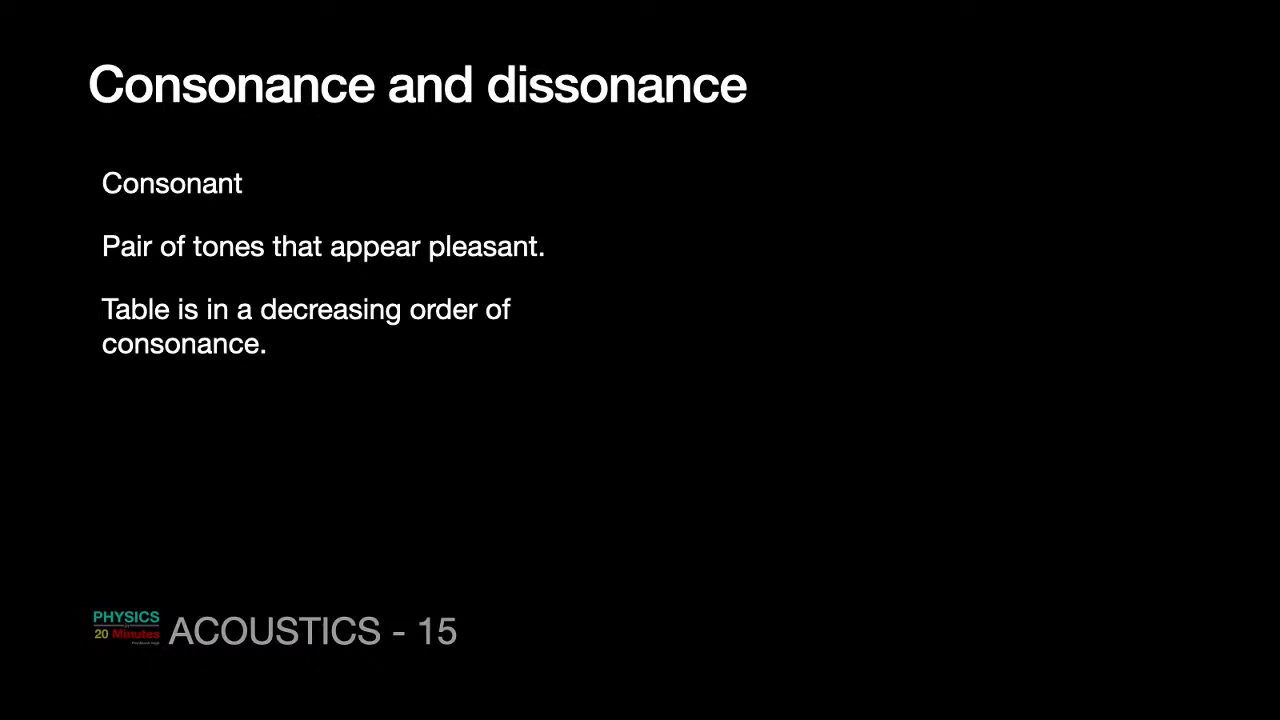 Consonance and dissonance
Consonant
Pair of tones that appear pleasant.
Table is in a decreasing order of
consonance.
PHYSICS
20 Minutes
ACOUSTICS - 15